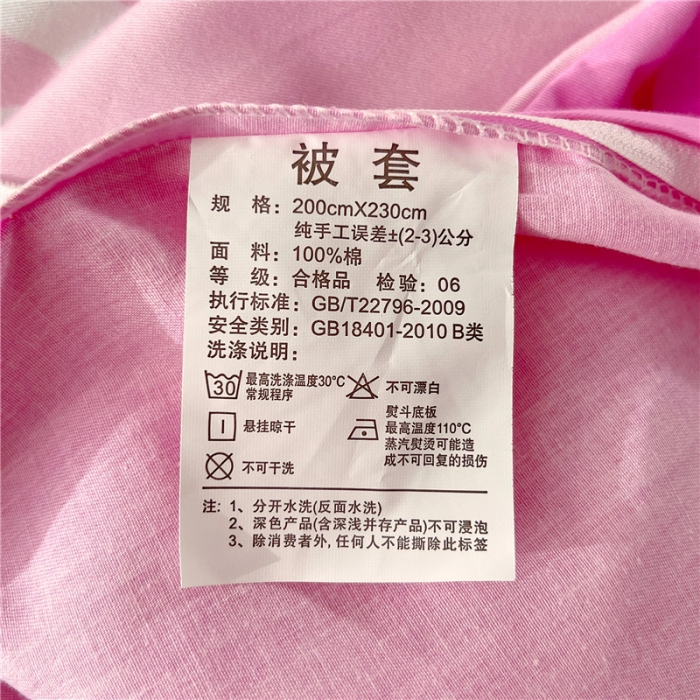 被套
规 格：200cmX230cm
纯手工误差±(2-3)公分
面 料：100%棉
等 级：合格品 检验：06
执行标准：GB/T22796-2009
安全类别：GB18401-2010 B类
洗涤说明：
30 最高洗涤温度30°C 常规程序
不可漂白
悬挂晾干
熨斗底板
最高温度110°C
蒸汽熨烫可能造
成不可回复的损伤
不可干洗
注: 1、分开水洗(反面水洗)
2、深色产品(含深浅并存产品)不可浸泡
3、除消费者外,任何人不能撕除此标签